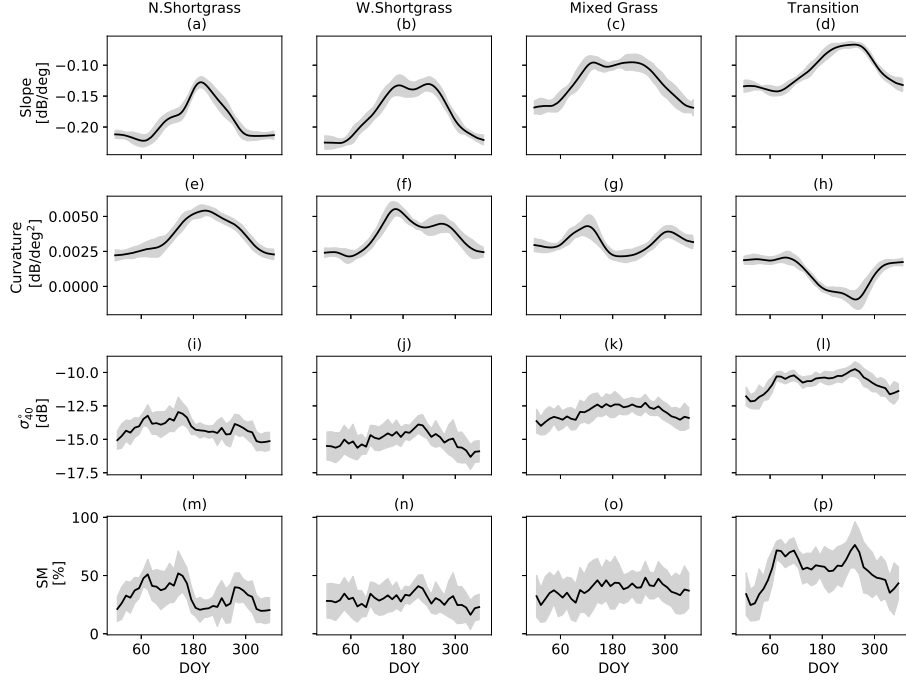 N.Shortgrass W.Shortgrass Mixed Grass Transition
(a) (b) (c) (d)
Slope
[dB/deg]
−0.10
−0.15
−0.20
(e) (f) (g) (h)
Curvature
[dB/deg²]
0.0050
0.0025
0.0000
(i) (j) (k) (l)
σ°40
[dB]
−10.0
−12.5
−15.0
−17.5
(m) (n) (o) (p)
SM
[%]
100
50
0
60 180 300 60 180 300 60 180 300 60 180 300
DOY DOY DOY DOY